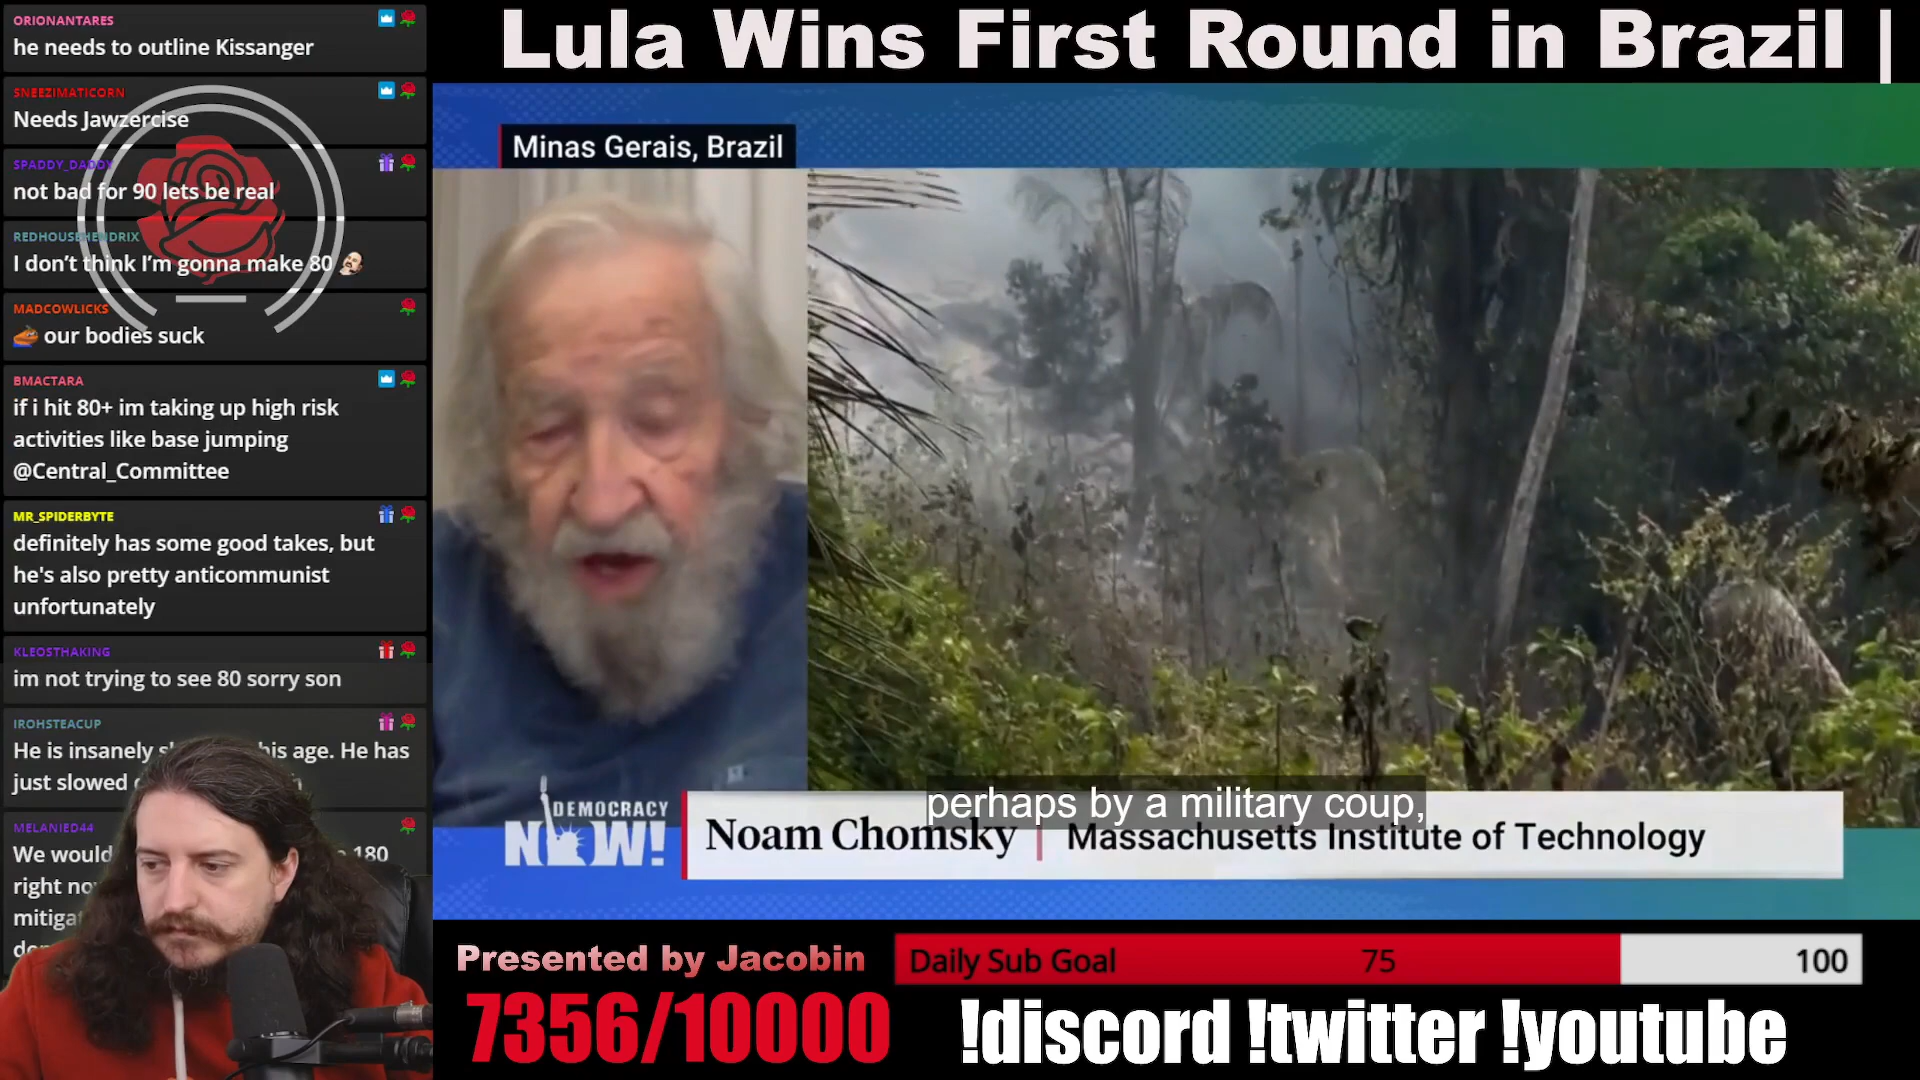 ORIONANTARES
he needs to outline Kissanger
SNEEZIMATICORN
Needs Jawzercise
SPADDY_DADDY
not bad for 90 lets be real
REDHOUSEHENDRIX
I don't think I'm gonna make 80
MADCOWLICKS
our bodies suck
BMACTARA
if i hit 80+ im taking up high risk
activities like base jumping
@Central_Committee
MR_SPIDERBYTE
definitely has some good takes, but
he's also pretty anticommunist
unfortunately
KLEOSTHAKING
im not trying to see 80 sorry son
IROHSTEACUP
He is insanely his age. He has
just slowed
MELANIED44
We would 180
right
Lula Wins First Round in Brazil |
Minas Gerais, Brazil
perhaps by a military coup,
DEMOCRACY
NOW!
Noam Chomsky | Massachusetts Institute of Technology
Presented by Jacobin
Daily Sub Goal 75 100
7356/10000
!discord !twitter !youtube